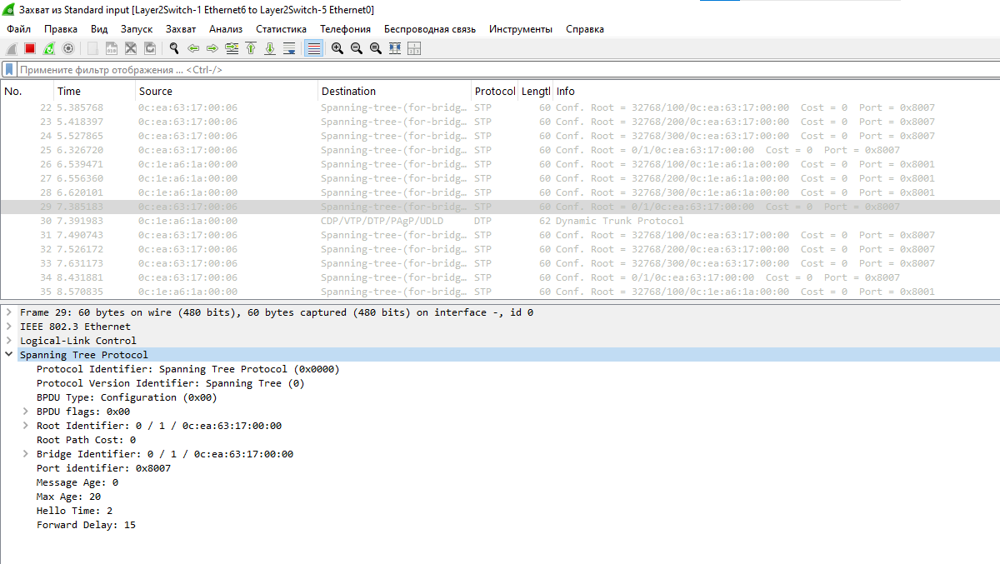 Захват из Standard input [Layer2Switch-1 Ethernet6 to Layer2Switch-5 Ethernet0]
Файл Правка Вид Запуск Захват Анализ Статистика Телефония Беспроводная связь Инструменты Справка
Примените фильтр отображения ... <Ctrl-/>
No. Time Source Destination Protocol Lengtl Info
22 5.385768 0c:ea:63:17:00:06 Spanning-tree-(for-bridg… STP 60 Conf. Root = 32768/100/0c:ea:63:17:00:00 Cost = 0 Port = 0x8007
23 5.418397 0c:ea:63:17:00:06 Spanning-tree-(for-bridg… STP 60 Conf. Root = 32768/200/0c:ea:63:17:00:00 Cost = 0 Port = 0x8007
24 5.527865 0c:ea:63:17:00:06 Spanning-tree-(for-bridg… STP 60 Conf. Root = 32768/300/0c:ea:63:17:00:00 Cost = 0 Port = 0x8007
25 6.326720 0c:ea:63:17:00:06 Spanning-tree-(for-bridg… STP 60 Conf. Root = 0/1/0c:ea:63:17:00:00 Cost = 0 Port = 0x8007
26 6.539471 0c:1e:a6:1a:00:00 Spanning-tree-(for-bridg… STP 60 Conf. Root = 32768/100/0c:1e:a6:1a:00:00 Cost = 0 Port = 0x8001
27 6.556360 0c:1e:a6:1a:00:00 Spanning-tree-(for-bridg… STP 60 Conf. Root = 32768/200/0c:1e:a6:1a:00:00 Cost = 0 Port = 0x8001
28 6.620101 0c:1e:a6:1a:00:00 Spanning-tree-(for-bridg… STP 60 Conf. Root = 32768/300/0c:1e:a6:1a:00:00 Cost = 0 Port = 0x8001
29 7.385183 0c:ea:63:17:00:06 Spanning-tree-(for-bridg… STP 60 Conf. Root = 0/1/0c:ea:63:17:00:00 Cost = 0 Port = 0x8007
30 7.391983 0c:1e:a6:1a:00:00 CDP/VTP/DTP/PAgP/UDLD DTP 62 Dynamic Trunk Protocol
31 7.490743 0c:ea:63:17:00:06 Spanning-tree-(for-bridg… STP 60 Conf. Root = 32768/100/0c:ea:63:17:00:00 Cost = 0 Port = 0x8007
32 7.526172 0c:ea:63:17:00:06 Spanning-tree-(for-bridg… STP 60 Conf. Root = 32768/200/0c:ea:63:17:00:00 Cost = 0 Port = 0x8007
33 7.631173 0c:ea:63:17:00:06 Spanning-tree-(for-bridg… STP 60 Conf. Root = 32768/300/0c:ea:63:17:00:00 Cost = 0 Port = 0x8007
34 8.431881 0c:ea:63:17:00:06 Spanning-tree-(for-bridg… STP 60 Conf. Root = 0/1/0c:ea:63:17:00:00 Cost = 0 Port = 0x8007
35 8.570835 0c:1e:a6:1a:00:00 Spanning-tree-(for-bridg… STP 60 Conf. Root = 32768/100/0c:1e:a6:1a:00:00 Cost = 0 Port = 0x8001
Frame 29: 60 bytes on wire (480 bits), 60 bytes captured (480 bits) on interface -, id 0
IEEE 802.3 Ethernet
Logical-Link Control
Spanning Tree Protocol
Protocol Identifier: Spanning Tree Protocol (0x0000)
Protocol Version Identifier: Spanning Tree (0)
BPDU Type: Configuration (0x00)
BPDU flags: 0x00
Root Identifier: 0 / 1 / 0c:ea:63:17:00:00
Root Path Cost: 0
Bridge Identifier: 0 / 1 / 0c:ea:63:17:00:00
Port identifier: 0x8007
Message Age: 0
Max Age: 20
Hello Time: 2
Forward Delay: 15